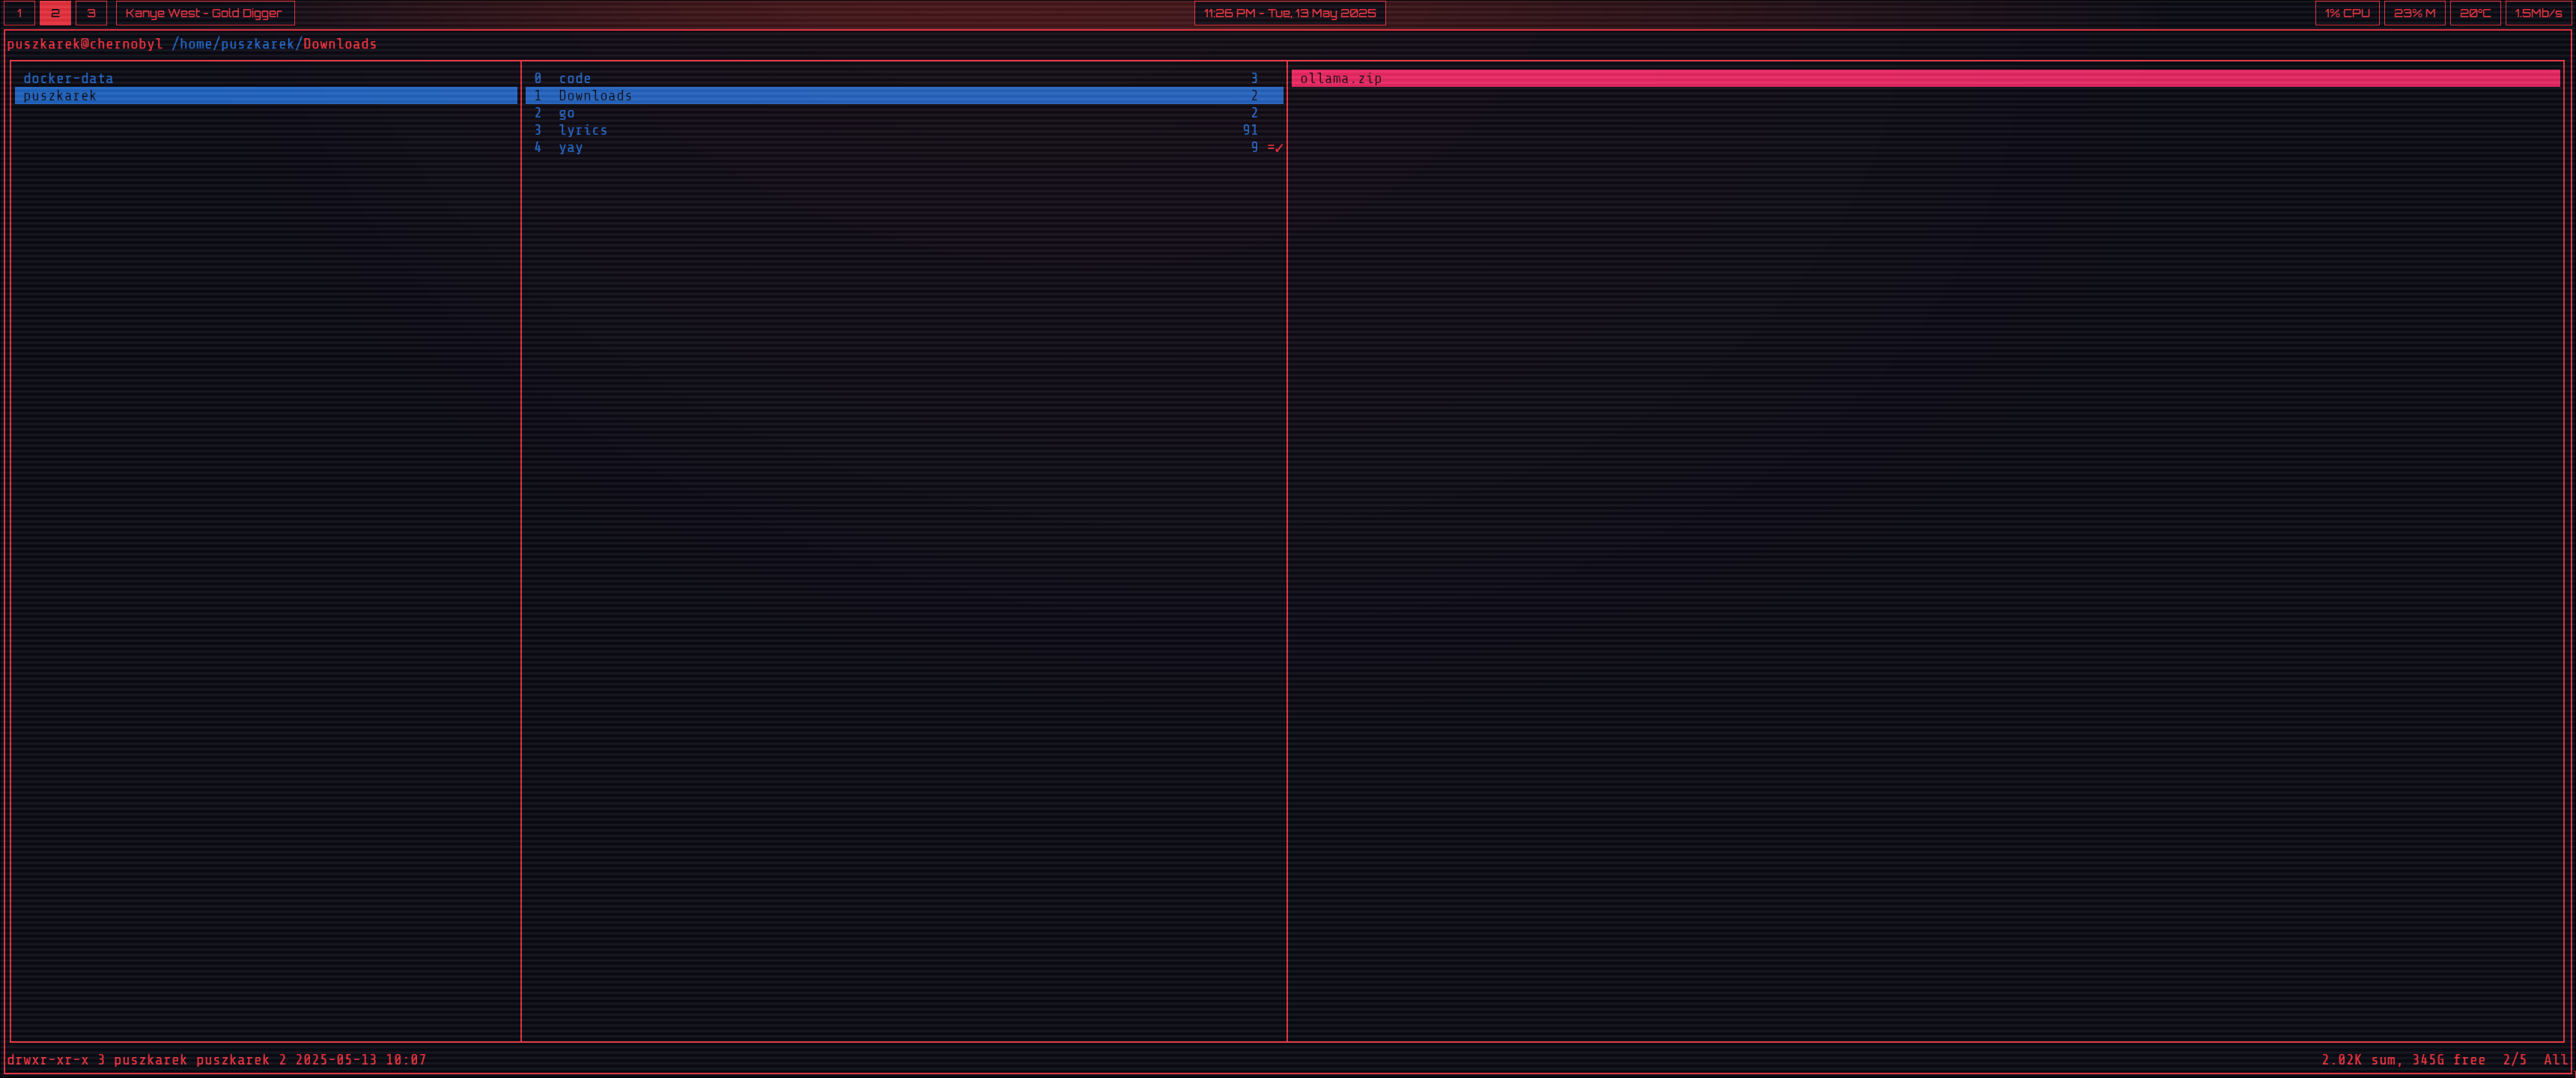 1 2 3 Kanye West - Gold Digger 11:26 PM - Tue, 13 May 2025 1% CPU 23% M 20°C 1.5Mb/s
puszkarek@chernobyl /home/puszkarek/Downloads
docker-data 0 code 3 ollama.zip
puszkarek 1 Downloads 2
2 go 2
3 lyrics 91
4 yay 9 =✓
drwxr-xr-x 3 puszkarek puszkarek 2 2025-05-13 10:07 2.02K sum, 345G free 2/5 All